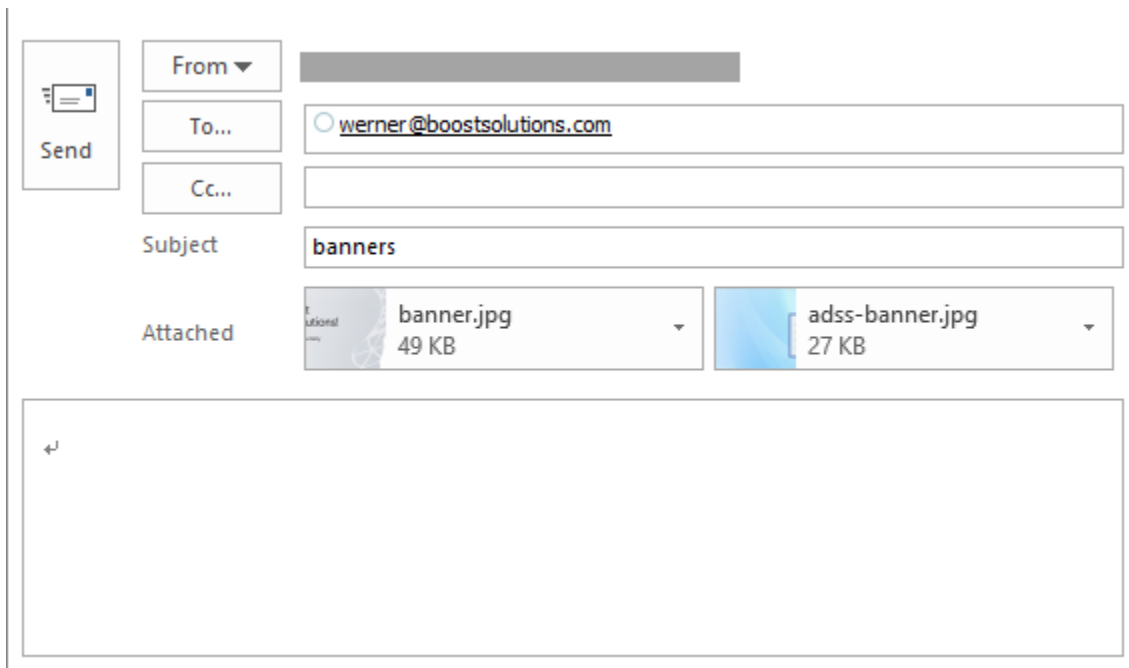 From
To...
werner@boostsolutions.com
Send
Cc...
Subject
banners
Attached
utions!
banner.jpg
49 KB
adss-banner.jpg
27 KB